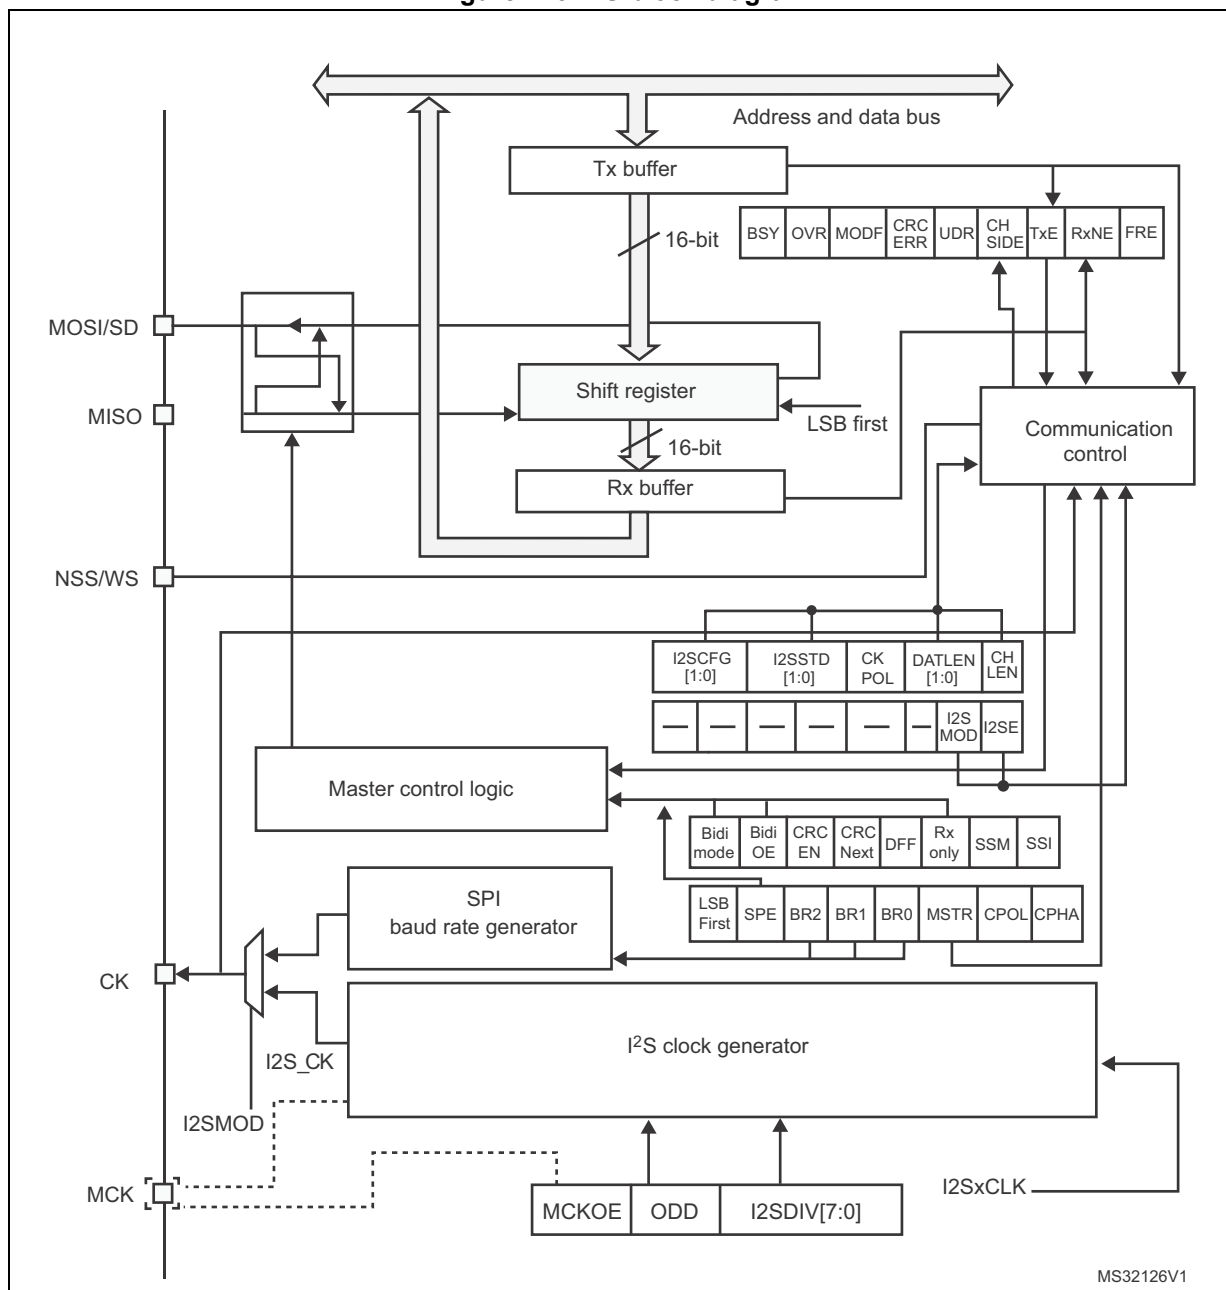 Address and data bus
Tx buffer
BSY OVR MODF CRC ERR UDR CH SIDE TxE RxNE FRE
16-bit
MOSI/SD
Shift register
MISO
LSB first
Communication control
16-bit
Rx buffer
NSS/WS
I2SCFG [1:0] I2SSTD [1:0] CK POL DATLEN [1:0] CH LEN
— — — — — — I2S MOD I2SE
Master control logic
Bidi mode Bidi OE CRC EN CRC Next DFF Rx only SSM SSI
SPI
baud rate generator
LSB First SPE BR2 BR1 BR0 MSTR CPOL CPHA
CK
I2S clock generator
I2S_CK
I2SMOD
MCK
I2SxCLK
MCKOE ODD I2SDIV[7:0]
MS32126V1